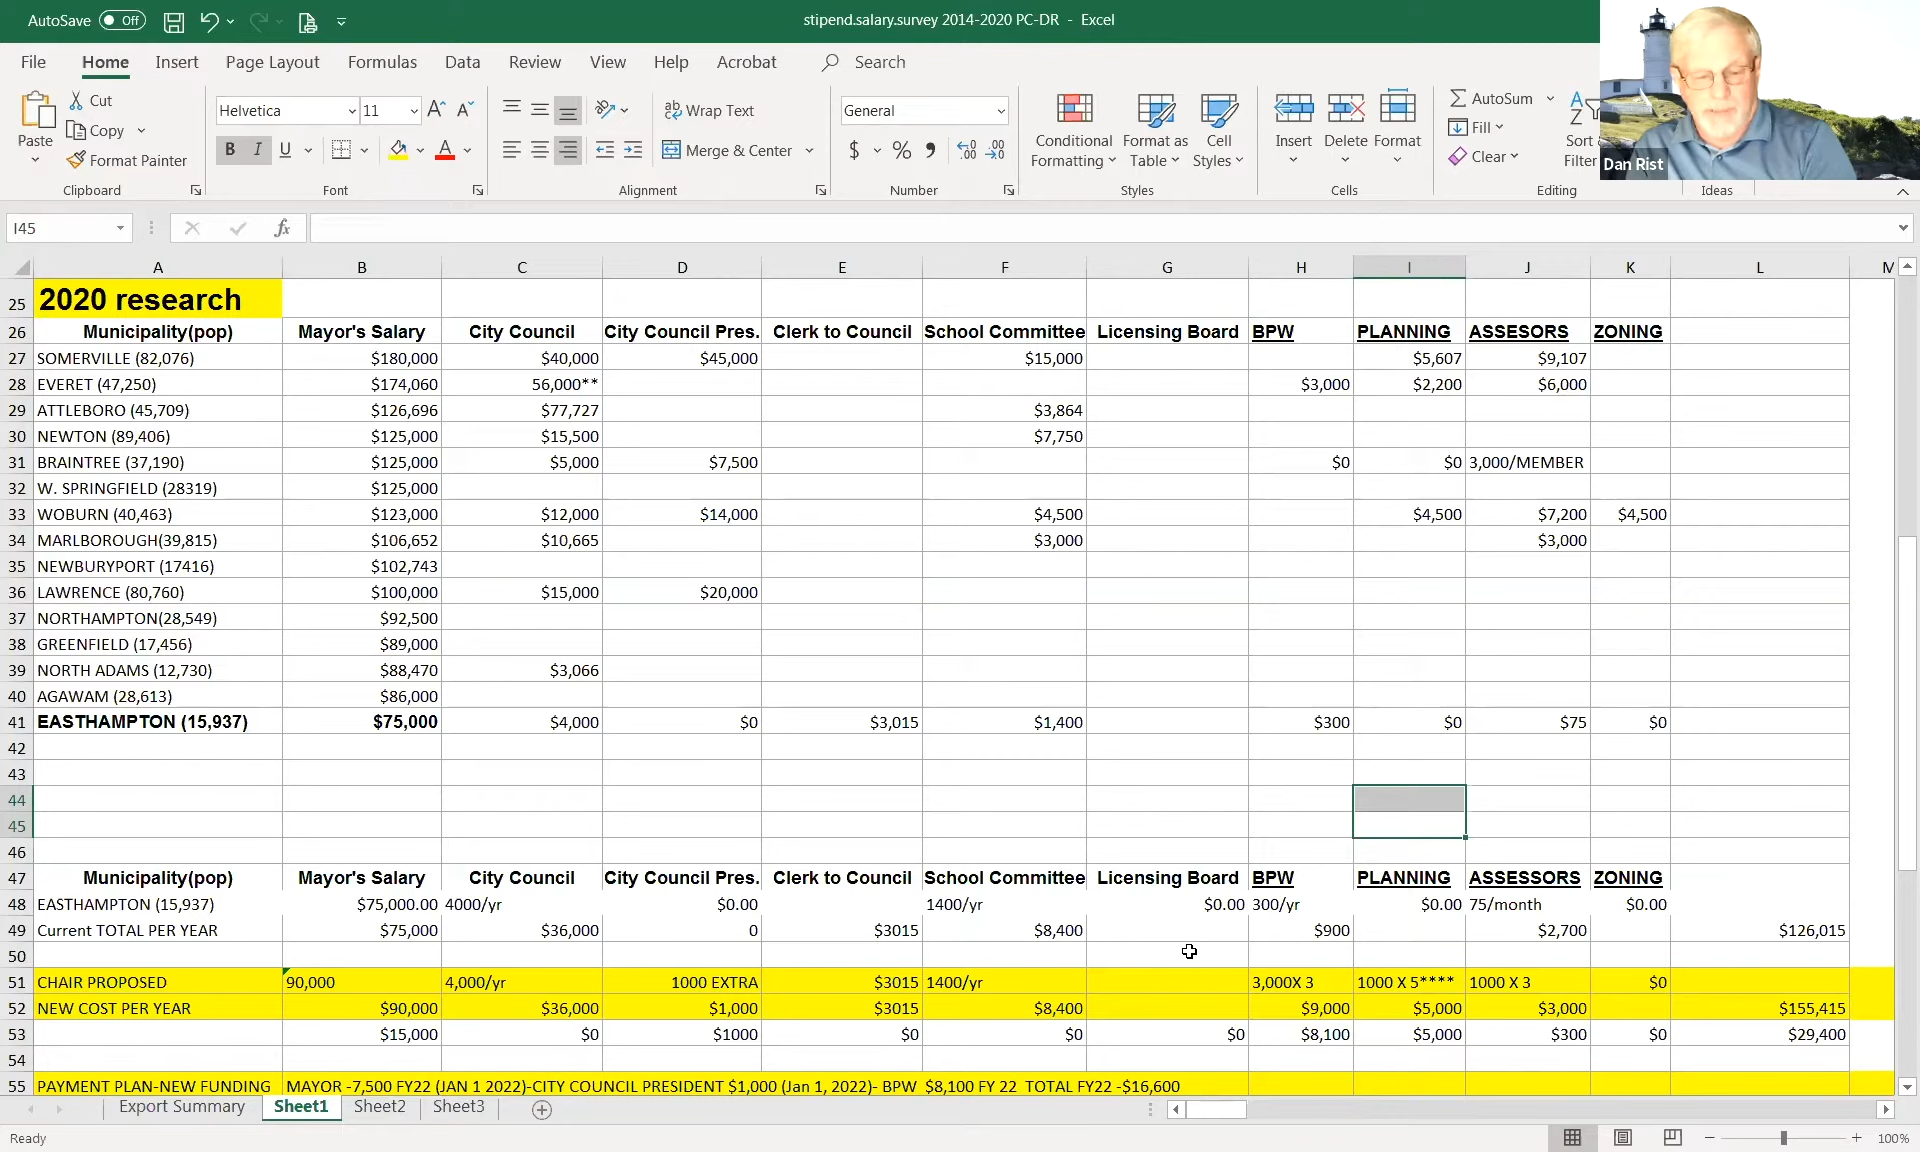 AutoSave Off stipend.salary.survey 2014-2020 PC-DR - Excel
File Home Insert Page Layout Formulas Data Review View Help Acrobat Search
Paste Cut Copy Format Painter Clipboard
Helvetica 11 B I U A Font
Wrap Text Merge & Center Alignment
General $ % Number
Conditional Formatting Format as Table Cell Styles Styles
Insert Delete Format Cells
AutoSum Fill Clear Sort Filter Editing
Ideas
Dan Rist
I45 fx
A B C D E F G H I J K L M
25 2020 research
26 Municipality(pop) Mayor's Salary City Council City Council Pres. Clerk to Council School Committee Licensing Board BPW PLANNING ASSESORS ZONING
27 SOMERVILLE (82,076) $180,000 $40,000 $45,000 $15,000 $5,607 $9,107
28 EVERET (47,250) $174,060 56,000** $3,000 $2,200 $6,000
29 ATTLEBORO (45,709) $126,696 $77,727 $3,864
30 NEWTON (89,406) $125,000 $15,500 $7,750
31 BRAINTREE (37,190) $125,000 $5,000 $7,500 $0 $0 3,000/MEMBER
32 W. SPRINGFIELD (28319) $125,000
33 WOBURN (40,463) $123,000 $12,000 $14,000 $4,500 $4,500 $7,200 $4,500
34 MARLBOROUGH(39,815) $106,652 $10,665 $3,000 $3,000
35 NEWBURYPORT (17416) $102,743
36 LAWRENCE (80,760) $100,000 $15,000 $20,000
37 NORTHAMPTON(28,549) $92,500
38 GREENFIELD (17,456) $89,000
39 NORTH ADAMS (12,730) $88,470 $3,066
40 AGAWAM (28,613) $86,000
41 EASTHAMPTON (15,937) $75,000 $4,000 $0 $3,015 $1,400 $300 $0 $75 $0
42
43
44
45
46
47 Municipality(pop) Mayor's Salary City Council City Council Pres. Clerk to Council School Committee Licensing Board BPW PLANNING ASSESSORS ZONING
48 EASTHAMPTON (15,937) $75,000.00 4000/yr $0.00 1400/yr $0.00 300/yr $0.00 75/month $0.00
49 Current TOTAL PER YEAR $75,000 $36,000 0 $3015 $8,400 $900 $2,700 $126,015
50
51 CHAIR PROPOSED 90,000 4,000/yr 1000 EXTRA $3015 1400/yr 3,000X 3 1000 X 5**** 1000 X 3 $0
52 NEW COST PER YEAR $90,000 $36,000 $1,000 $3015 $8,400 $9,000 $5,000 $3,000 $155,415
53 $15,000 $0 $1000 $0 $0 $0 $8,100 $5,000 $300 $0 $29,400
54
55 PAYMENT PLAN-NEW FUNDING MAYOR -7,500 FY22 (JAN 1 2022)-CITY COUNCIL PRESIDENT $1,000 (Jan 1, 2022)- BPW $8,100 FY 22 TOTAL FY22 -$16,600
Export Summary Sheet1 Sheet2 Sheet3
Ready 100%